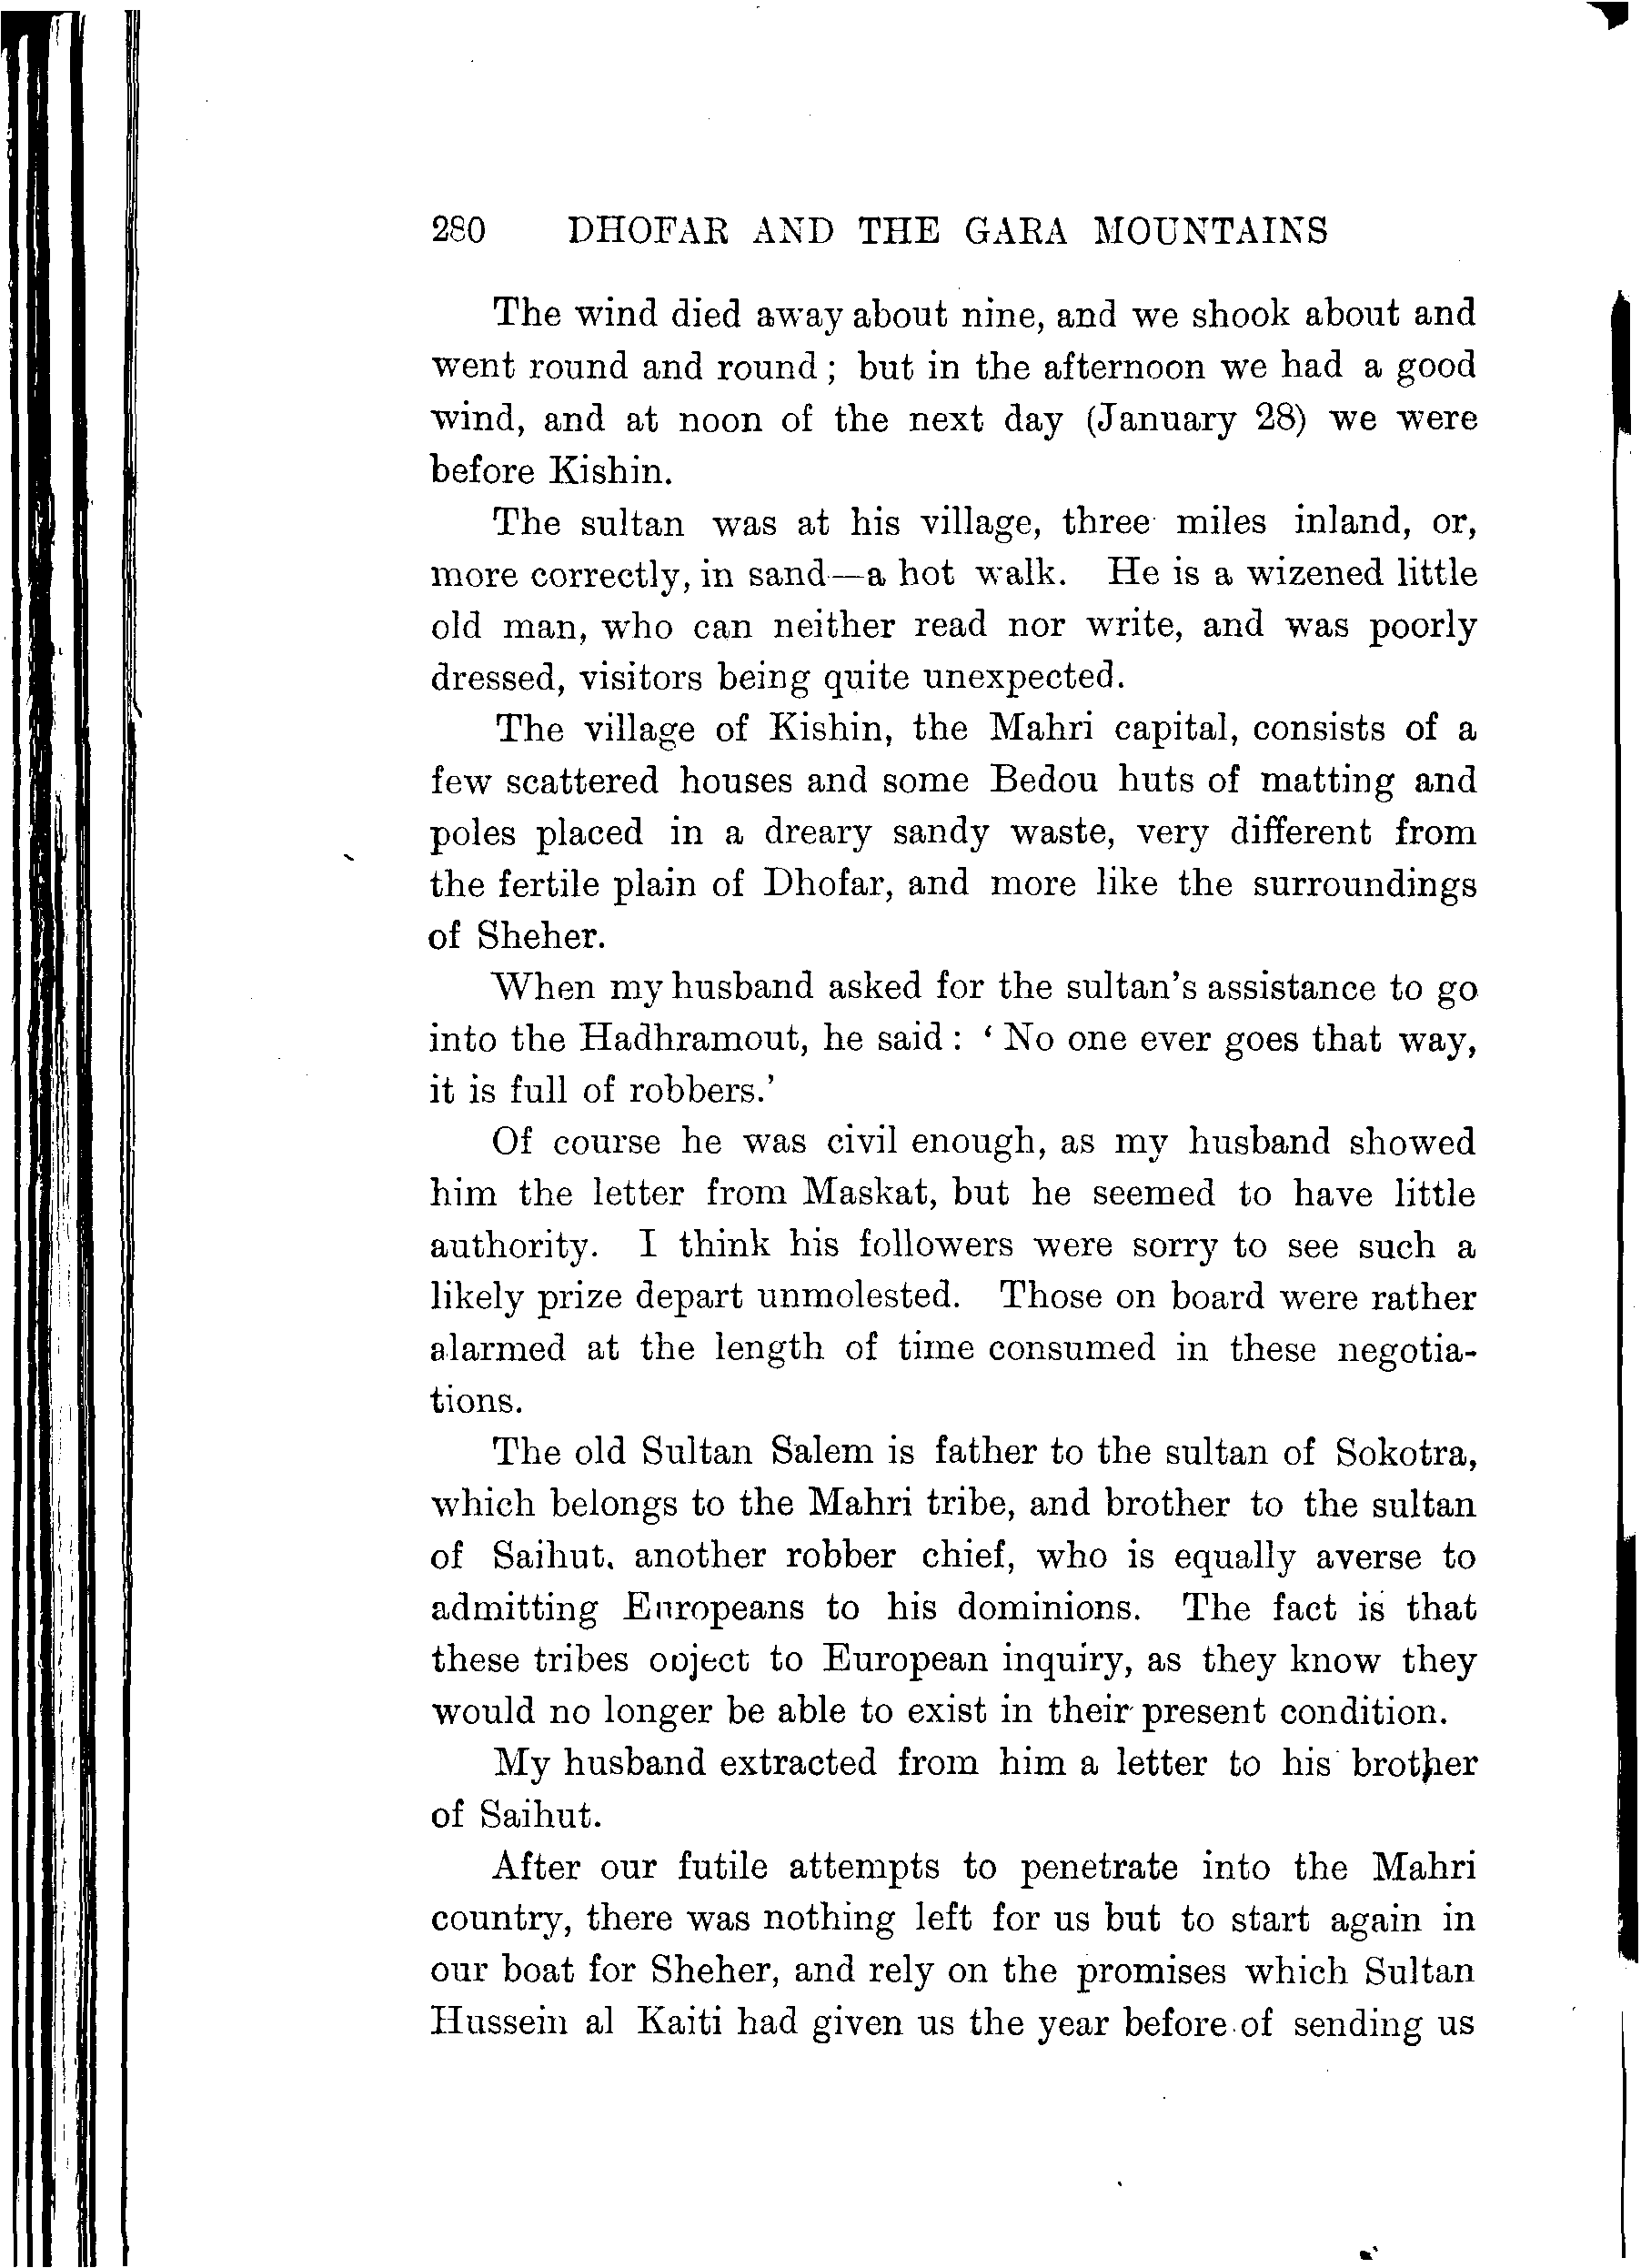 280 DHOFAR AND THE GARA MOUNTAINS
The wind died away about nine, and we shook about and
went round and round ; but in the afternoon we had a good
wind, and at noon of the next day (January 28) we were
before Kishin.
The sultan was at his village, three miles inland, or,
more correctly, in sand—a hot walk. He is a wizened little
old man, who can neither read nor write, and was poorly
dressed, visitors being quite unexpected.
The village of Kishin, the Mahri capital, consists of a
few scattered houses and some Bedou huts of matting and
poles placed in a dreary sandy waste, very different from
the fertile plain of Dhofar, and more like the surroundings
of Sheher.
When my husband asked for the sultan's assistance to go
into the Hadhramout, he said : ‘ No one ever goes that way,
it is full of robbers.’
Of course he was civil enough, as my husband showed
him the letter from Maskat, but he seemed to have little
authority. I think his followers were sorry to see such a
likely prize depart unmolested. Those on board were rather
alarmed at the length of time consumed in these negotia-
tions.
The old Sultan Salem is father to the sultan of Sokotra,
which belongs to the Mahri tribe, and brother to the sultan
of Saihut, another robber chief, who is equally averse to
admitting Europeans to his dominions. The fact is that
these tribes object to European inquiry, as they know they
would no longer be able to exist in their present condition.
My husband extracted from him a letter to his brother
of Saihut.
After our futile attempts to penetrate into the Mahri
country, there was nothing left for us but to start again in
our boat for Sheher, and rely on the promises which Sultan
Hussein al Kaiti had given us the year before of sending us